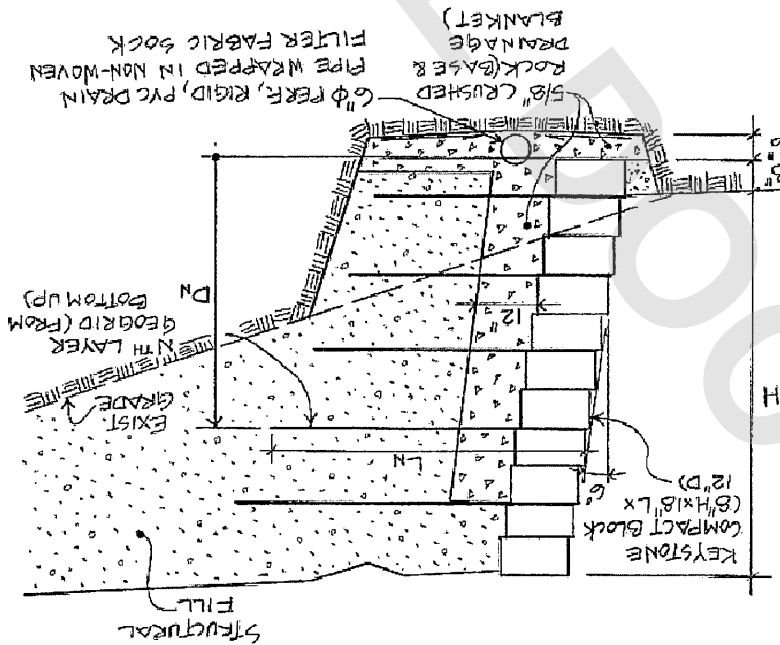 STRUCTURAL
FILL
KEYSTONE
COMPACT BLOCK
(8"H x 18"L x
12"D)
6"
LN
H
EXIST
GRADE
NTH LAYER
GEOGRID (FROM
BOTTOM UP)
12"
DN
5/8" CRUSHED
ROCK (BASE &
DRAINAGE
BLANKET)
6" Φ PERF, RIGID, PVC DRAIN
PIPE WRAPPED IN NON-WOVEN
FILTER FABRIC SOCK